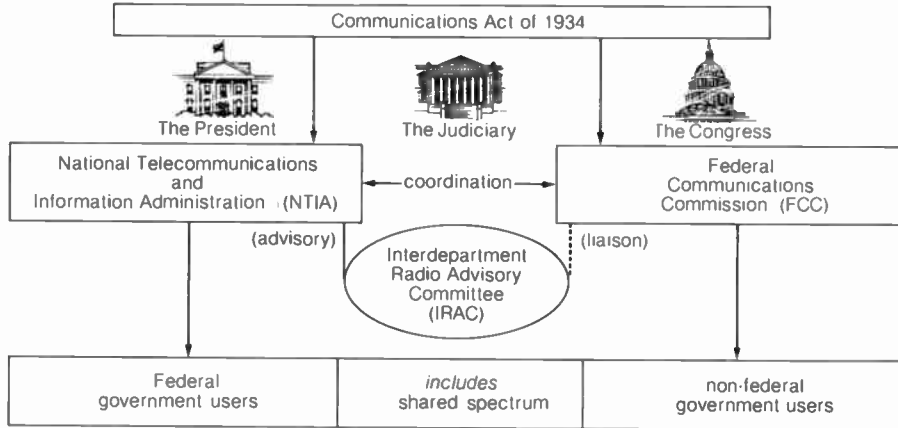 Communications Act of 1934
The President
The Judiciary
The Congress
National Telecommunications
and
Information Administration (NTIA)
coordination
Federal
Communications
Commission (FCC)
(advisory)
(liaison)
Interdepartment
Radio Advisory
Committee
(IRAC)
Federal
government users
includes
shared spectrum
non-federal
government users